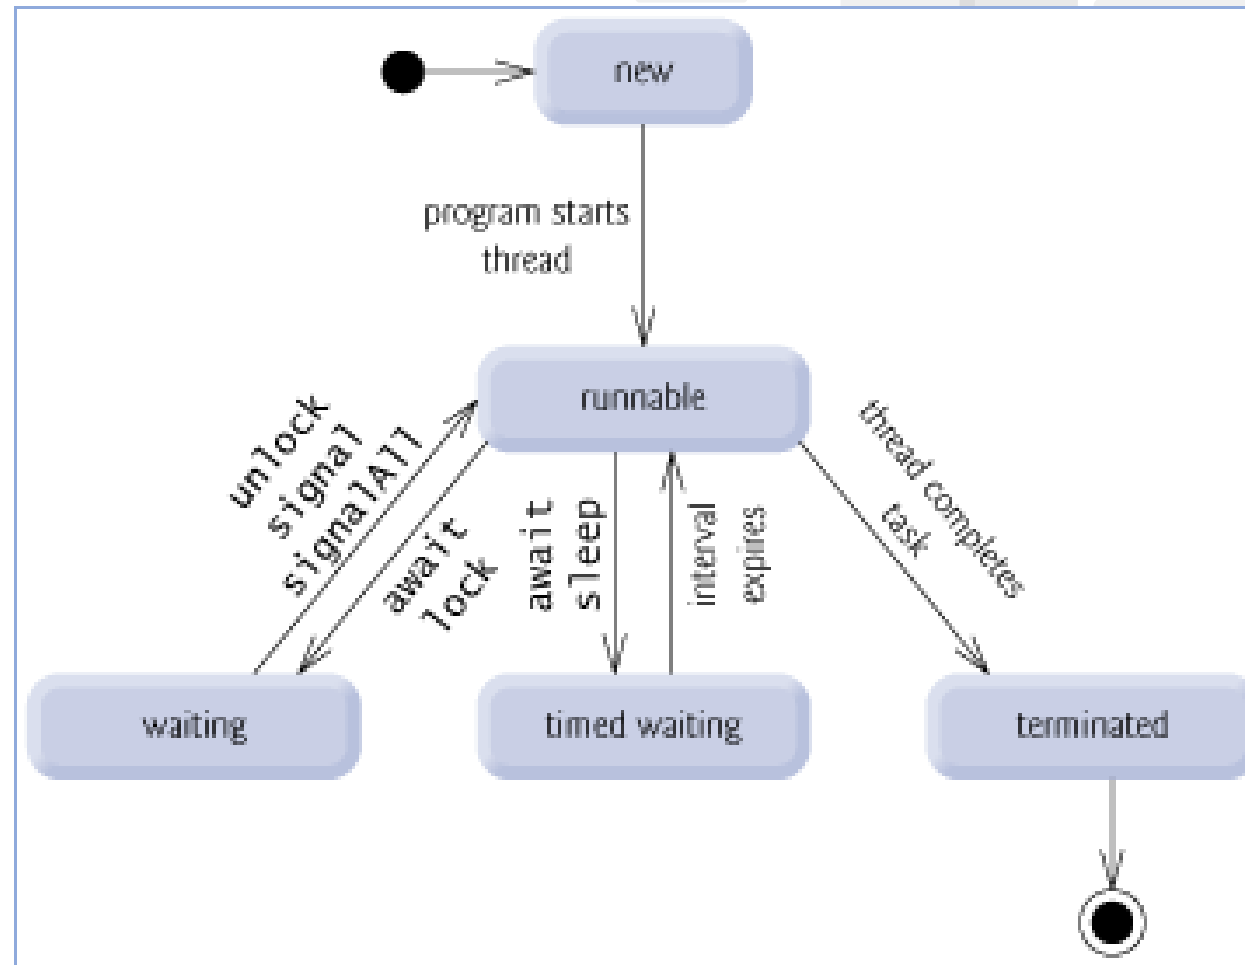 new
program starts
thread
runnable
unlock
signal
signalAll
await
lock
await
sleep
interval
expires
thread completes
task
waiting
timed waiting
terminated